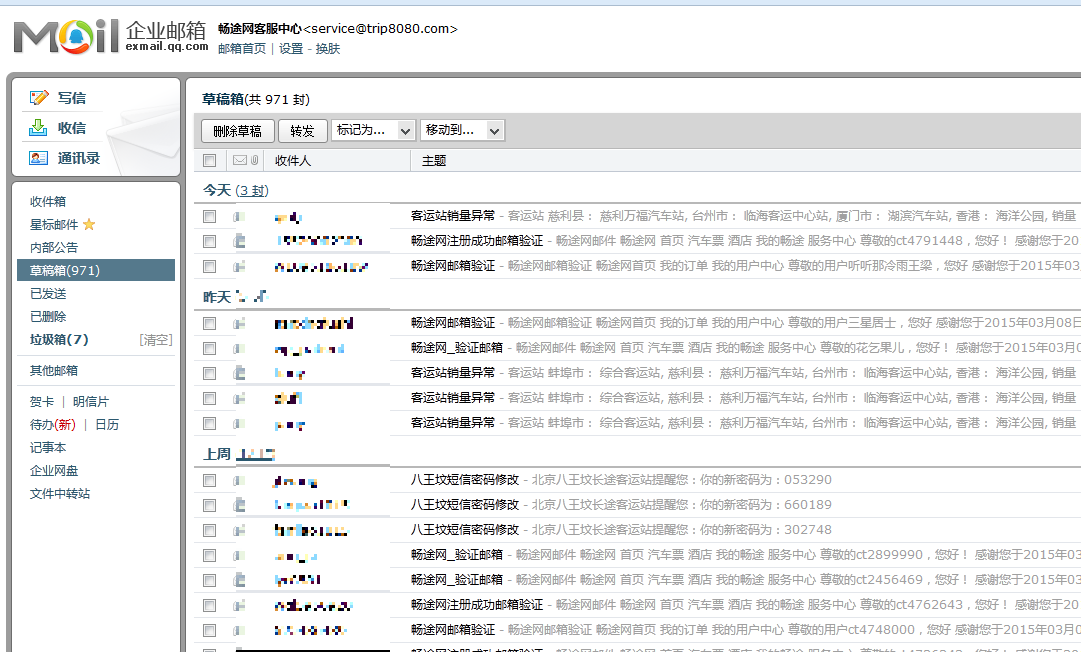 Mail 企业邮箱 exmail.qq.com
畅途网客服中心<service@trip8080.com>
邮箱首页 | 设置 - 换肤
写信
收信
通讯录
收件箱
星标邮件
内部公告
草稿箱(971)
已发送
已删除
垃圾箱(7) [清空]
其他邮箱
贺卡 | 明信片
待办(新) | 日历
记事本
企业网盘
文件中转站
草稿箱(共 971 封)
删除草稿 转发 标记为... 移动到...
收件人 主题
今天 (3 封)
客运站销量异常 - 客运站 慈利县： 慈利万福汽车站, 台州市： 临海客运中心站, 厦门市： 湖滨汽车站, 香港： 海洋公园, 销量
畅途网注册成功邮箱验证 - 畅途网邮件 畅途网 首页 汽车票 酒店 我的畅途 服务中心 尊敬的ct4791448，您好！ 感谢您于20
畅途网邮箱验证 - 畅途网邮箱验证 畅途网首页 我的订单 我的用户中心 尊敬的用户听听那冷雨王梁，您好 感谢您于2015年03
昨天
畅途网邮箱验证 - 畅途网邮箱验证 畅途网首页 我的订单 我的用户中心 尊敬的用户三星居士，您好 感谢您于2015年03月08日
畅途网_验证邮箱 - 畅途网邮件 畅途网 首页 汽车票 酒店 我的畅途 服务中心 尊敬的花艺果儿，您好！ 感谢您于2015年03月0
客运站销量异常 - 客运站 蚌埠市： 综合客运站, 慈利县： 慈利万福汽车站, 台州市： 临海客运中心站, 香港： 海洋公园, 销量
客运站销量异常 - 客运站 蚌埠市： 综合客运站, 慈利县： 慈利万福汽车站, 台州市： 临海客运中心站, 香港： 海洋公园, 销量
客运站销量异常 - 客运站 蚌埠市： 综合客运站, 慈利县： 慈利万福汽车站, 台州市： 临海客运中心站, 香港： 海洋公园, 销量
上周
八王坟短信密码修改 - 北京八王坟长途客运站提醒您：你的新密码为：053290
八王坟短信密码修改 - 北京八王坟长途客运站提醒您：你的新密码为：660189
八王坟短信密码修改 - 北京八王坟长途客运站提醒您：你的新密码为：302748
畅途网_验证邮箱 - 畅途网邮件 畅途网 首页 汽车票 酒店 我的畅途 服务中心 尊敬的ct2899990，您好！ 感谢您于2015年03
畅途网_验证邮箱 - 畅途网邮件 畅途网 首页 汽车票 酒店 我的畅途 服务中心 尊敬的ct2456469，您好！ 感谢您于2015年03
畅途网注册成功邮箱验证 - 畅途网邮件 畅途网 首页 汽车票 酒店 我的畅途 服务中心 尊敬的ct4762643，您好！ 感谢您于20
畅途网邮箱验证 - 畅途网邮箱验证 畅途网首页 我的订单 我的用户中心 尊敬的用户ct4748000，您好 感谢您于2015年03月0